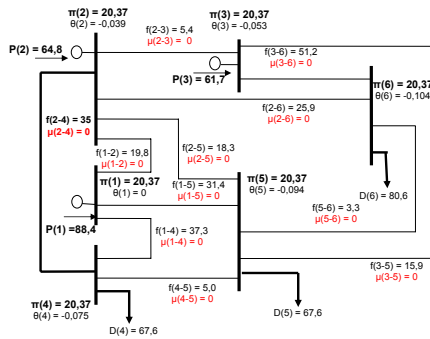 π(2) = 20,37
θ(2) = -0,039
π(3) = 20,37
θ(3) = -0,053
P(2) = 64,8
f(2-3) = 5,4
μ(2-3) = 0
P(3) = 61,7
f(3-6) = 51,2
μ(3-6) = 0
π(6) = 20,37
θ(6) = -0,104
f(2-6) = 25,9
μ(2-6) = 0
f(2-4) = 35
μ(2-4) = 0
f(1-2) = 19,8
μ(1-2) = 0
f(2-5) = 18,3
μ(2-5) = 0
π(1) = 20,37
θ(1) = 0
f(1-5) = 31,4
μ(1-5) = 0
π(5) = 20,37
θ(5) = -0,094
D(6) = 80,6
P(1) = 88,4
f(1-4) = 37,3
μ(1-4) = 0
f(5-6) = 3,3
μ(5-6) = 0
f(3-5) = 15,9
μ(3-5) = 0
f(4-5) = 5,0
μ(4-5) = 0
π(4) = 20,37
θ(4) = -0,075
D(4) = 67,6
D(5) = 67,6